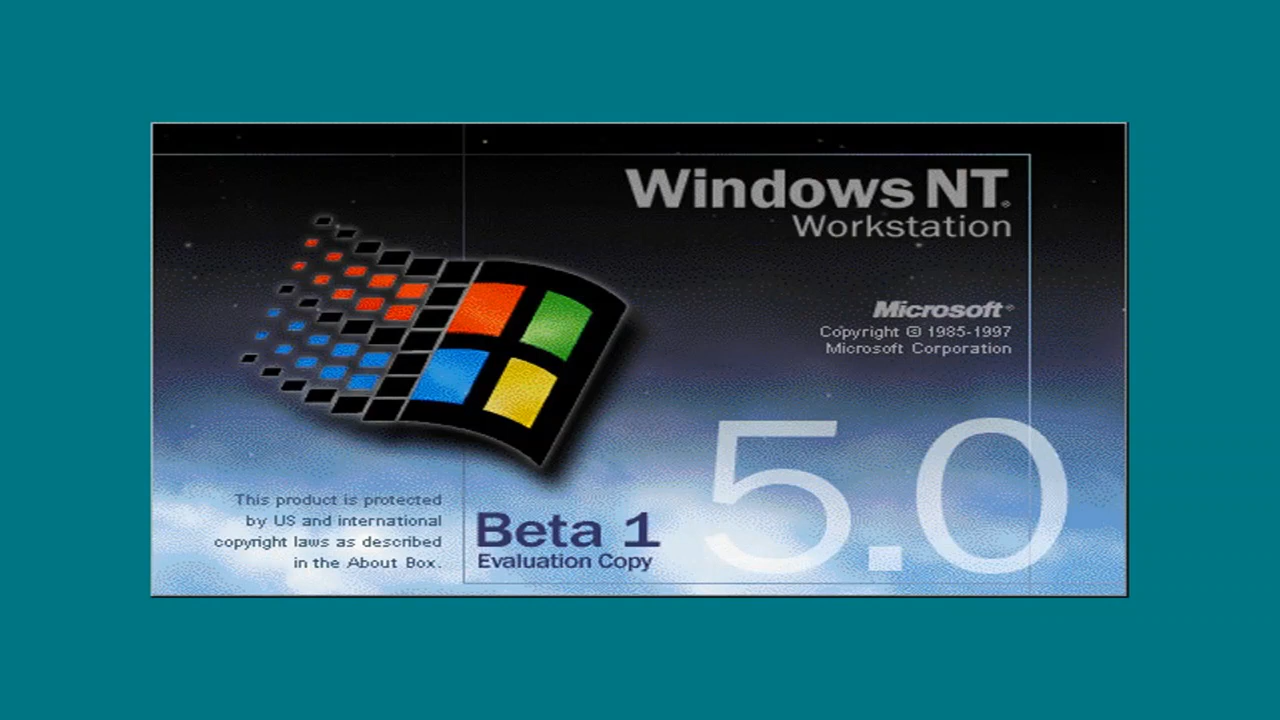 Windows NT®
Workstation
Microsoft®
Copyright © 1985-1997
Microsoft Corporation
5.0
This product is protected
by US and international
copyright laws as described
in the About Box.
Beta 1
Evaluation Copy